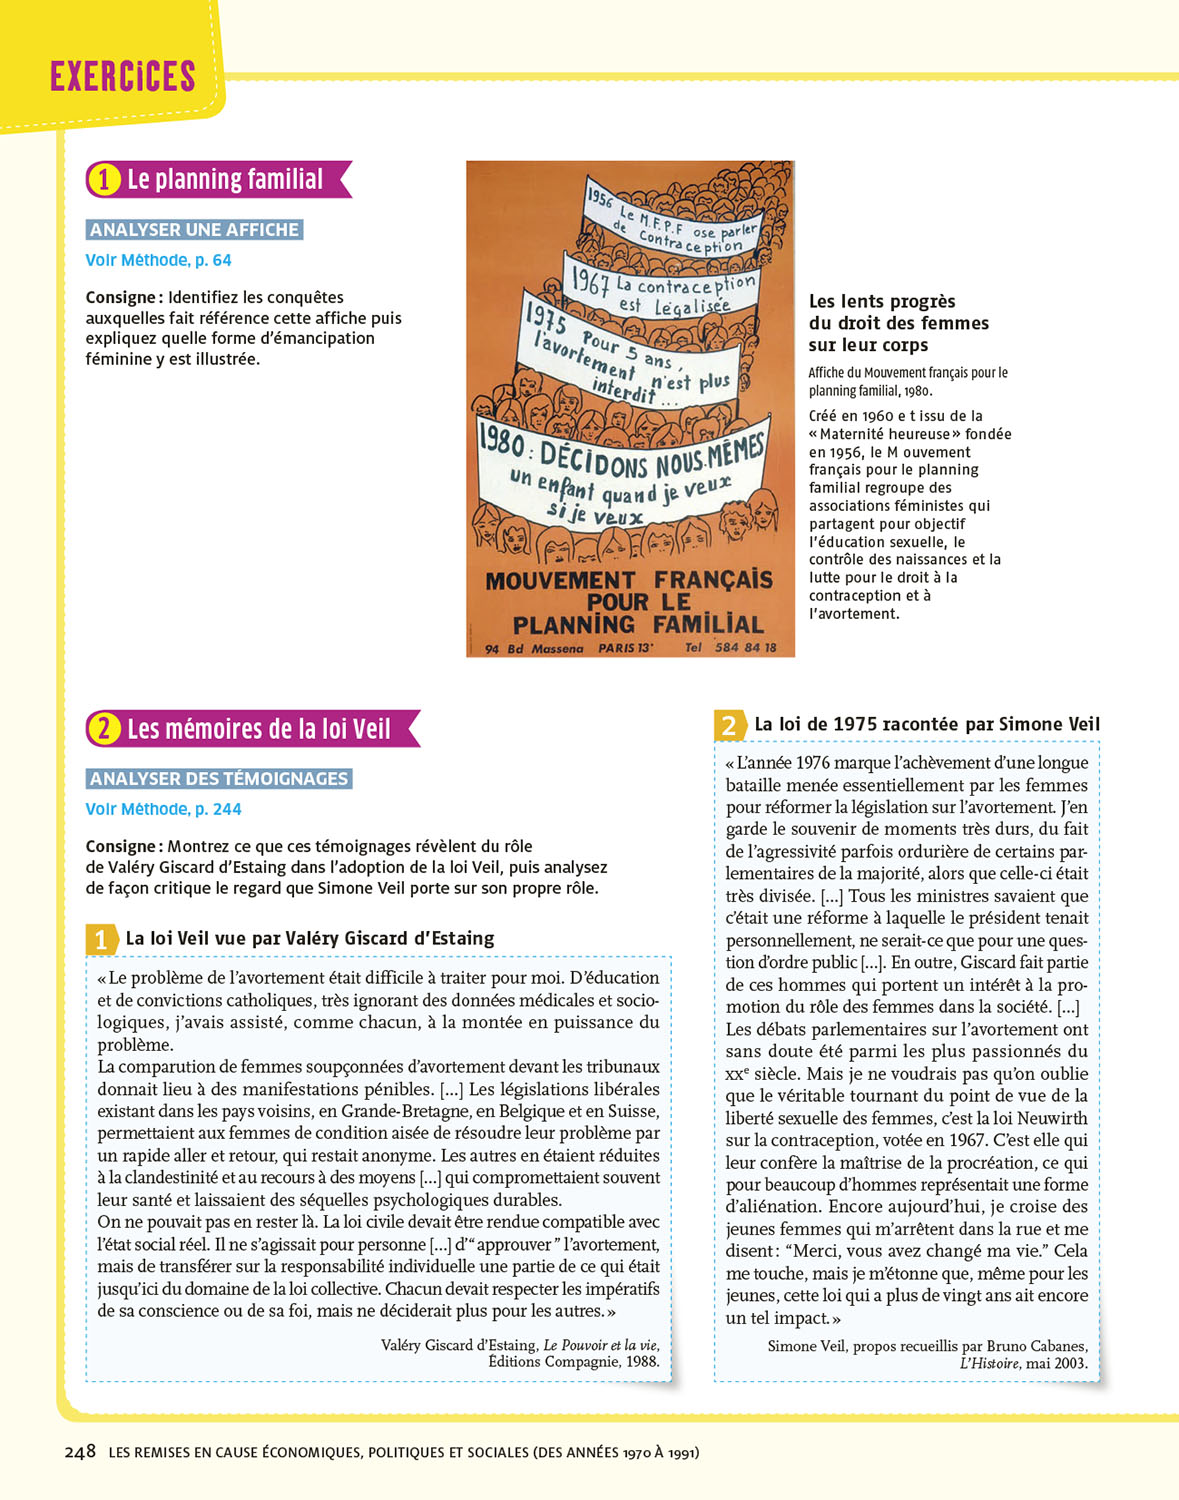 EXERCiCES
1 Le planning familial
ANALYSER UNE AFFICHE
Voir Méthode, p. 64
Consigne : Identifiez les conquêtes
auxquelles fait référence cette affiche puis
expliquez quelle forme d’émancipation
féminine y est illustrée.
1956 Le M.F.P.F ose parler
de contraception
1967 La contraception
est Légalisée
1975 Pour 5 ans,
l'avortement n'est plus
interdit...
1980 : DÉCIDONS NOUS-MÊMES
un enfant quand je veux
si je veux
MOUVEMENT FRANÇAiS
POUR LE
PLANNiNG FAMiLiAL
94 Bd Massena PARIS 13e Tel 584 84 18
Les lents progrès
du droit des femmes
sur leur corps
Affiche du Mouvement français pour le
planning familial, 1980.
Créé en 1960 e t issu de la
« Maternité heureuse » fondée
en 1956, le M ouvement
français pour le planning
familial regroupe des
associations féministes qui
partagent pour objectif
l’éducation sexuelle, le
contrôle des naissances et la
lutte pour le droit à la
contraception et à
l’avortement.
2 Les mémoires de la loi Veil
ANALYSER DES TÉMOIGNAGES
Voir Méthode, p. 244
Consigne : Montrez ce que ces témoignages révèlent du rôle
de Valéry Giscard d’Estaing dans l’adoption de la loi Veil, puis analysez
de façon critique le regard que Simone Veil porte sur son propre rôle.
1 La loi Veil vue par Valéry Giscard d’Estaing
« Le problème de l’avortement était difficile à traiter pour moi. D’éducation
et de convictions catholiques, très ignorant des données médicales et socio-
logiques, j’avais assisté, comme chacun, à la montée en puissance du
problème.
La comparution de femmes soupçonnées d’avortement devant les tribunaux
donnait lieu à des manifestations pénibles. [...] Les législations libérales
existant dans les pays voisins, en Grande-Bretagne, en Belgique et en Suisse,
permettaient aux femmes de condition aisée de résoudre leur problème par
un rapide aller et retour, qui restait anonyme. Les autres en étaient réduites
à la clandestinité et au recours à des moyens [...] qui compromettaient souvent
leur santé et laissaient des séquelles psychologiques durables.
On ne pouvait pas en rester là. La loi civile devait être rendue compatible avec
l’état social réel. Il ne s’agissait pour personne [...] d’“approuver” l’avortement,
mais de transférer sur la responsabilité individuelle une partie de ce qui était
jusqu’ici du domaine de la loi collective. Chacun devait respecter les impératifs
de sa conscience ou de sa foi, mais ne déciderait plus pour les autres. »
Valéry Giscard d’Estaing, Le Pouvoir et la vie,
Éditions Compagnie, 1988.
2 La loi de 1975 racontée par Simone Veil
« L’année 1976 marque l’achèvement d’une longue
bataille menée essentiellement par les femmes
pour réformer la législation sur l’avortement. J’en
garde le souvenir de moments très durs, du fait
de l’agressivité parfois ordurière de certains par-
lementaires de la majorité, alors que celle-ci était
très divisée. [...] Tous les ministres savaient que
c’était une réforme à laquelle le président tenait
personnellement, ne serait-ce que pour une ques-
tion d’ordre public [...]. En outre, Giscard fait partie
de ces hommes qui portent un intérêt à la pro-
motion du rôle des femmes dans la société. [...]
Les débats parlementaires sur l’avortement ont
sans doute été parmi les plus passionnés du
XXe siècle. Mais je ne voudrais pas qu’on oublie
que le véritable tournant du point de vue de la
liberté sexuelle des femmes, c’est la loi Neuwirth
sur la contraception, votée en 1967. C’est elle qui
leur confère la maîtrise de la procréation, ce qui
pour beaucoup d’hommes représentait une forme
d’aliénation. Encore aujourd’hui, je croise des
jeunes femmes qui m’arrêtent dans la rue et me
disent : “Merci, vous avez changé ma vie.” Cela
me touche, mais je m’étonne que, même pour les
jeunes, cette loi qui a plus de vingt ans ait encore
un tel impact. »
Simone Veil, propos recueillis par Bruno Cabanes,
L’Histoire, mai 2003.
248 LES REMISES EN CAUSE ÉCONOMIQUES, POLITIQUES ET SOCIALES (DES ANNÉES 1970 À 1991)